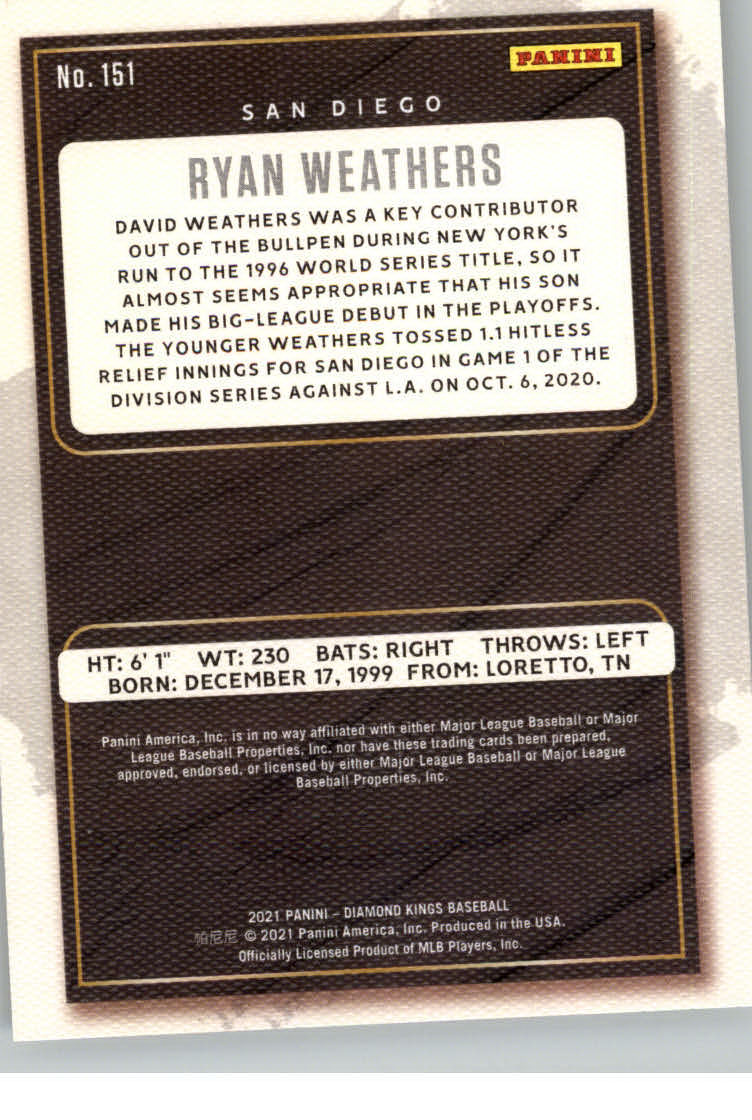 No. 151
PANINI
SAN DIEGO
RYAN WEATHERS
DAVID WEATHERS WAS A KEY CONTRIBUTOR
OUT OF THE BULLPEN DURING NEW YORK'S
RUN TO THE 1996 WORLD SERIES TITLE, SO IT
ALMOST SEEMS APPROPRIATE THAT HIS SON
MADE HIS BIG-LEAGUE DEBUT IN THE PLAYOFFS.
THE YOUNGER WEATHERS TOSSED 1.1 HITLESS
RELIEF INNINGS FOR SAN DIEGO IN GAME 1 OF THE
DIVISION SERIES AGAINST L.A. ON OCT. 6, 2020.
HT: 6' 1" WT: 230 BATS: RIGHT THROWS: LEFT
BORN: DECEMBER 17, 1999 FROM: LORETTO, TN
Panini America, Inc. is in no way affiliated with either Major League Baseball or Major
League Baseball Properties, Inc. nor have these trading cards been prepared,
approved, endorsed, or licensed by either Major League Baseball or Major League
Baseball Properties, Inc.
2021 PANINI – DIAMOND KINGS BASEBALL
帕尼尼 © 2021 Panini America, Inc. Produced in the USA.
Officially Licensed Product of MLB Players, Inc.